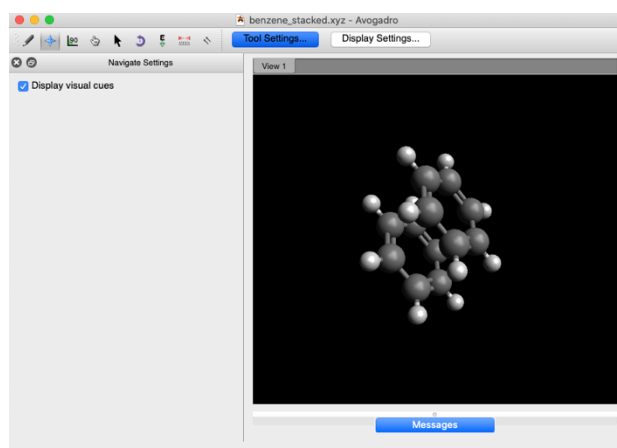 benzene_stacked.xyz - Avogadro
Tool Settings...
Display Settings...
Navigate Settings
View 1
Display visual cues
Messages